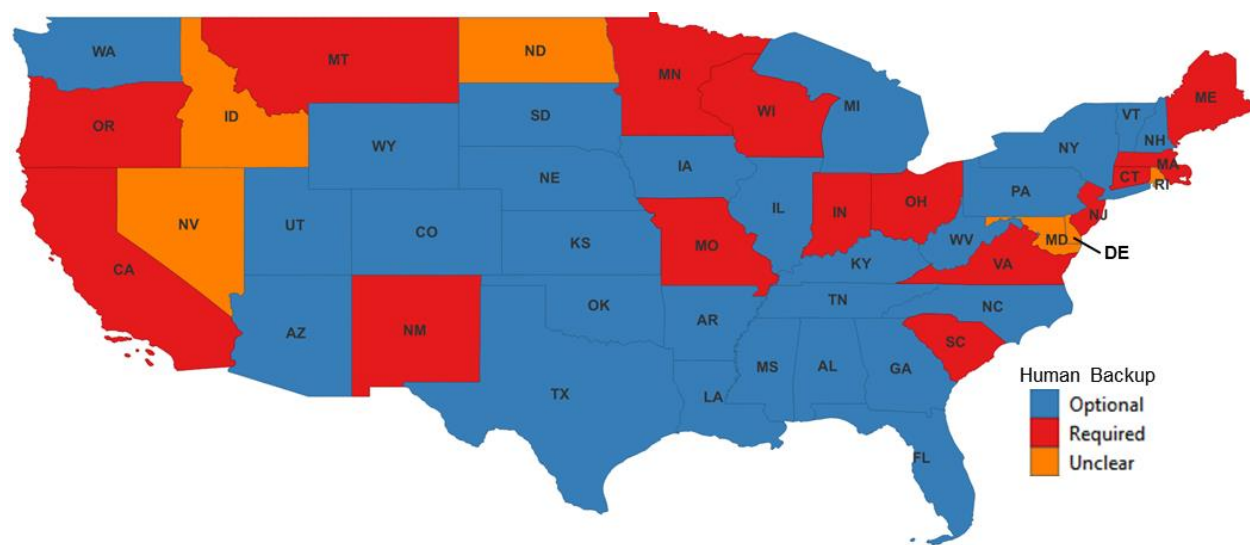 WA
MT
ND
MN
ME
OR
ID
SD
WI
MI
VT
NH
NY
WY
IA
MA
CT
RI
NE
PA
NV
UT
CO
IL
IN
OH
NJ
KS
MO
WV
MD
DE
VA
CA
KY
AZ
NM
OK
AR
TN
NC
SC
MS
AL
GA
TX
LA
FL
Human Backup
Optional
Required
Unclear